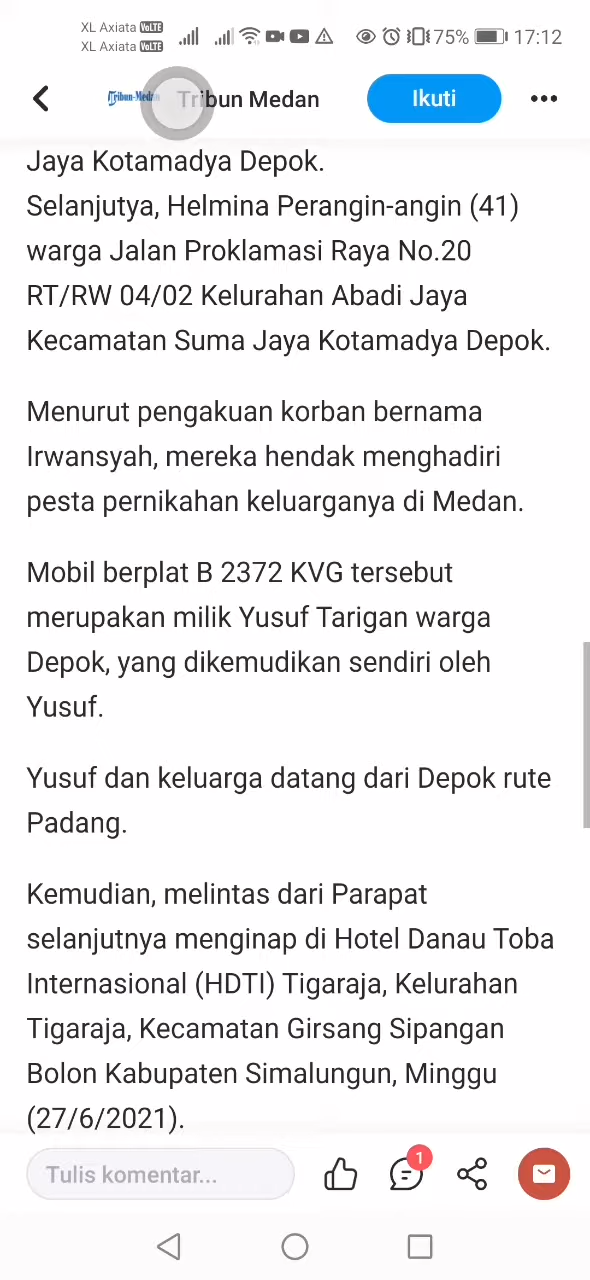 XL Axiata VoLTE
XL Axiata VoLTE
75% 17:12
Tribun-Medan Tribun Medan Ikuti
Jaya Kotamadya Depok.
Selanjutya, Helmina Perangin-angin (41)
warga Jalan Proklamasi Raya No.20
RT/RW 04/02 Kelurahan Abadi Jaya
Kecamatan Suma Jaya Kotamadya Depok.
Menurut pengakuan korban bernama
Irwansyah, mereka hendak menghadiri
pesta pernikahan keluarganya di Medan.
Mobil berplat B 2372 KVG tersebut
merupakan milik Yusuf Tarigan warga
Depok, yang dikemudikan sendiri oleh
Yusuf.
Yusuf dan keluarga datang dari Depok rute
Padang.
Kemudian, melintas dari Parapat
selanjutnya menginap di Hotel Danau Toba
Internasional (HDTI) Tigaraja, Kelurahan
Tigaraja, Kecamatan Girsang Sipangan
Bolon Kabupaten Simalungun, Minggu
(27/6/2021).
Tulis komentar... 1